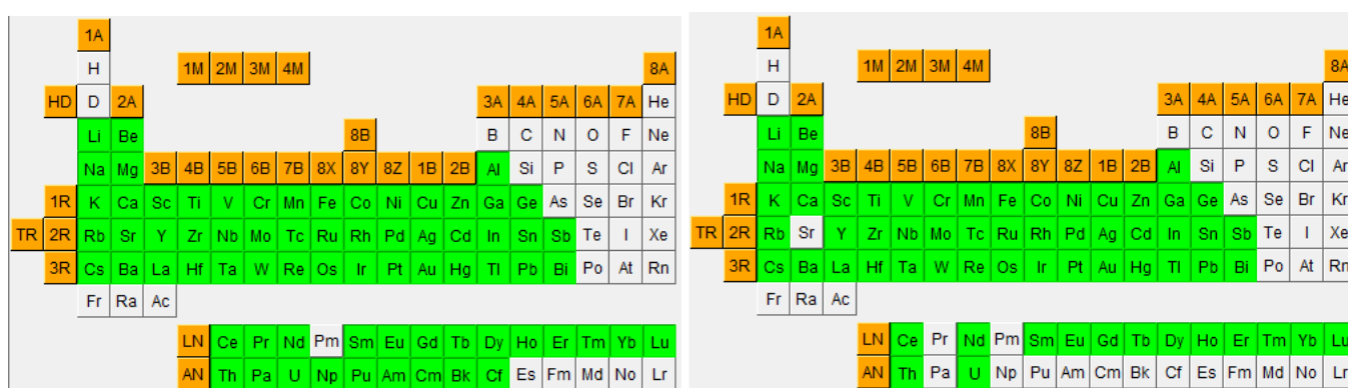 1A
H 1M 2M 3M 4M 8A
HD D 2A 3A 4A 5A 6A 7A He
Li Be 8B B C N O F Ne
Na Mg 3B 4B 5B 6B 7B 8X 8Y 8Z 1B 2B Al Si P S Cl Ar
1R K Ca Sc Ti V Cr Mn Fe Co Ni Cu Zn Ga Ge As Se Br Kr
TR 2R Rb Sr Y Zr Nb Mo Tc Ru Rh Pd Ag Cd In Sn Sb Te I Xe
3R Cs Ba La Hf Ta W Re Os Ir Pt Au Hg Tl Pb Bi Po At Rn
Fr Ra Ac
LN Ce Pr Nd Pm Sm Eu Gd Tb Dy Ho Er Tm Yb Lu
AN Th Pa U Np Pu Am Cm Bk Cf Es Fm Md No Lr
1A
H 1M 2M 3M 4M 8A
HD D 2A 3A 4A 5A 6A 7A He
Li Be 8B B C N O F Ne
Na Mg 3B 4B 5B 6B 7B 8X 8Y 8Z 1B 2B Al Si P S Cl Ar
1R K Ca Sc Ti V Cr Mn Fe Co Ni Cu Zn Ga Ge As Se Br Kr
TR 2R Rb Sr Y Zr Nb Mo Tc Ru Rh Pd Ag Cd In Sn Sb Te I Xe
3R Cs Ba La Hf Ta W Re Os Ir Pt Au Hg Tl Pb Bi Po At Rn
Fr Ra Ac
LN Ce Pr Nd Pm Sm Eu Gd Tb Dy Ho Er Tm Yb Lu
AN Th Pa U Np Pu Am Cm Bk Cf Es Fm Md No Lr